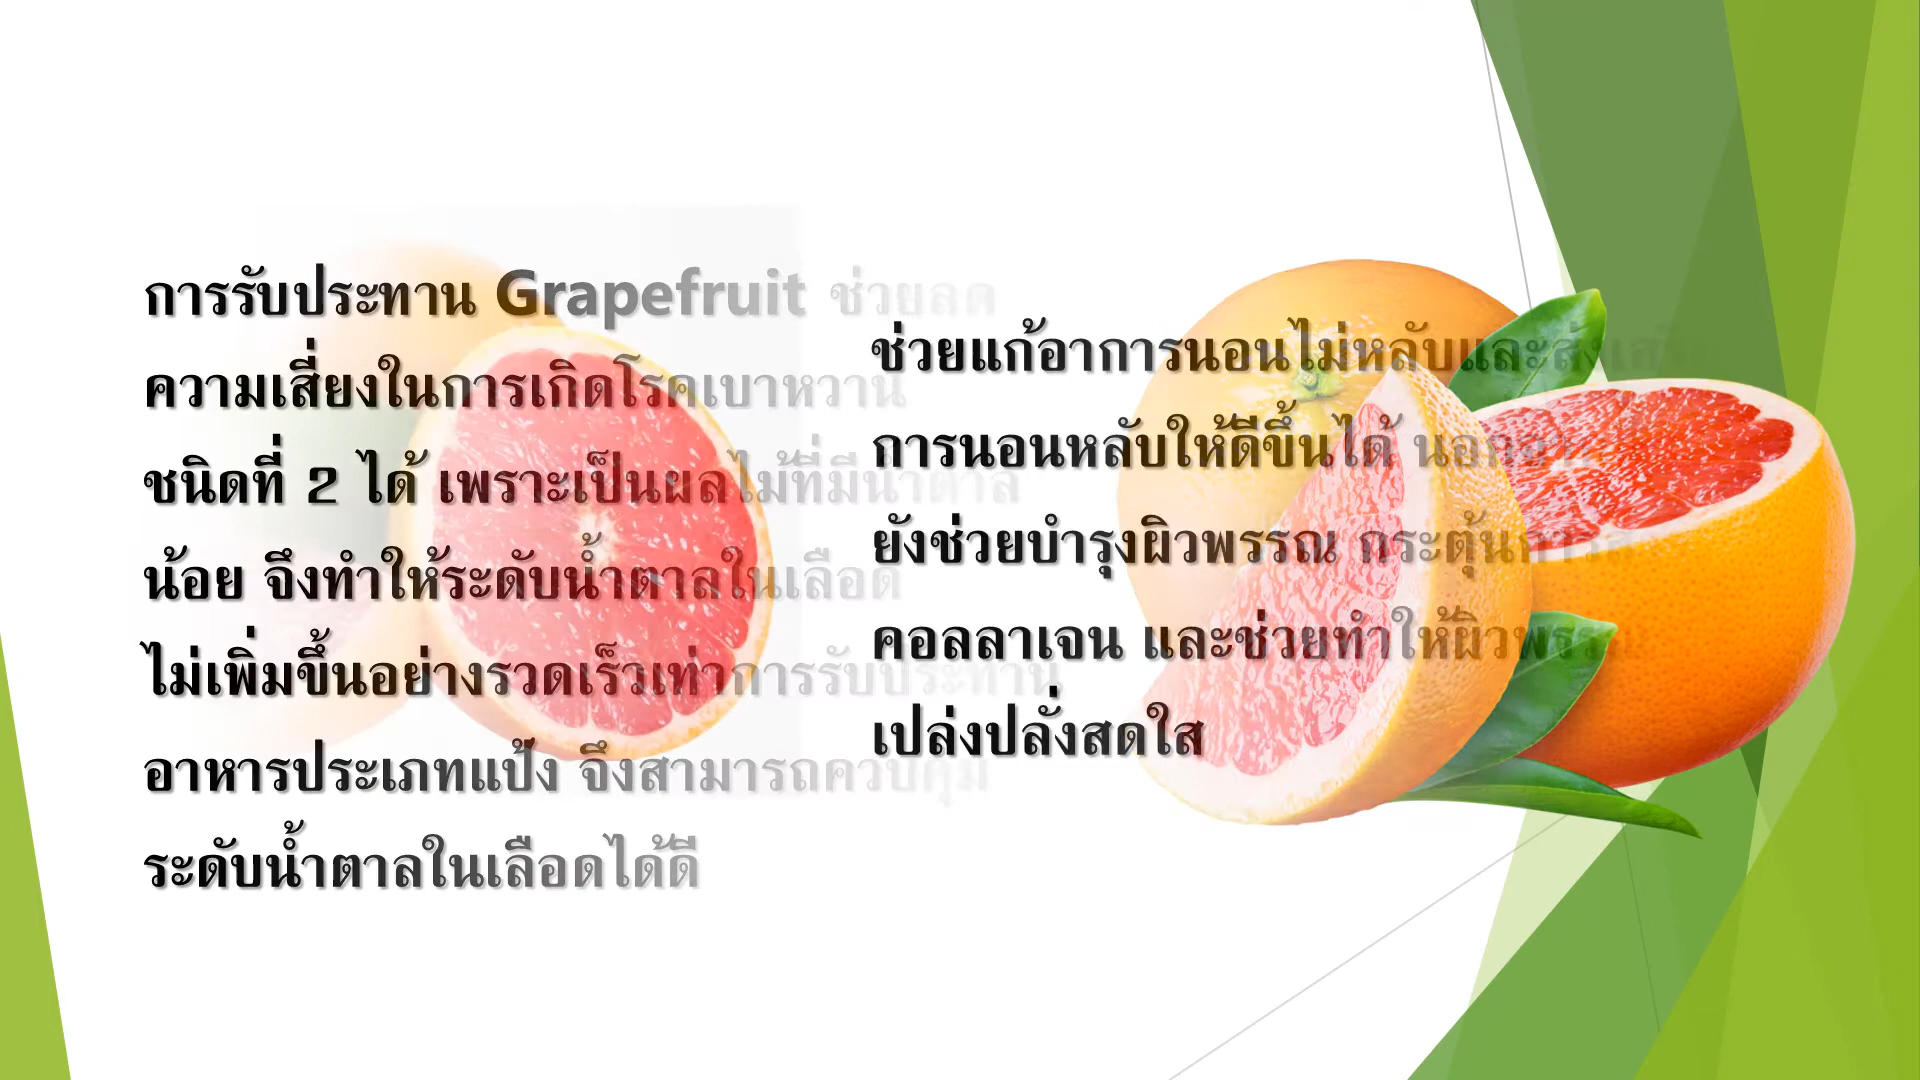 การรับประทาน Grapefruit ช่วยลด
ความเสี่ยงในการเกิดโรคเบาหวาน
ชนิดที่ 2 ได้ เพราะเป็นผลไม้ที่มีน้ำตาล
น้อย จึงทำให้ระดับน้ำตาลในเลือด
ไม่เพิ่มขึ้นอย่างรวดเร็วเท่าการรับประทาน
อาหารประเภทแป้ง จึงสามารถควบคุม
ระดับน้ำตาลในเลือดได้ดี
ช่วยแก้อาการนอนไม่หลับและส่งเสริม
การนอนหลับให้ดีขึ้นได้
ยังช่วยบำรุงผิวพรรณ กระตุ้น
คอลลาเจน และช่วยทำให้ผิวพรรณ
เปล่งปลั่งสดใส